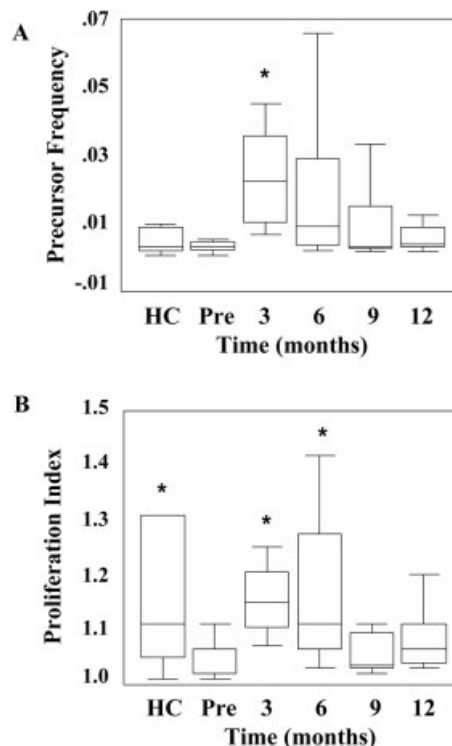 A
Precursor Frequency
.07
.03
.01
-.01
*
HC Pre 3 6 9 12
Time (months)
B
Proliferation Index
1.5
1.4
1.3
1.2
1.1
1.0
* * *
HC Pre 3 6 9 12
Time (months)